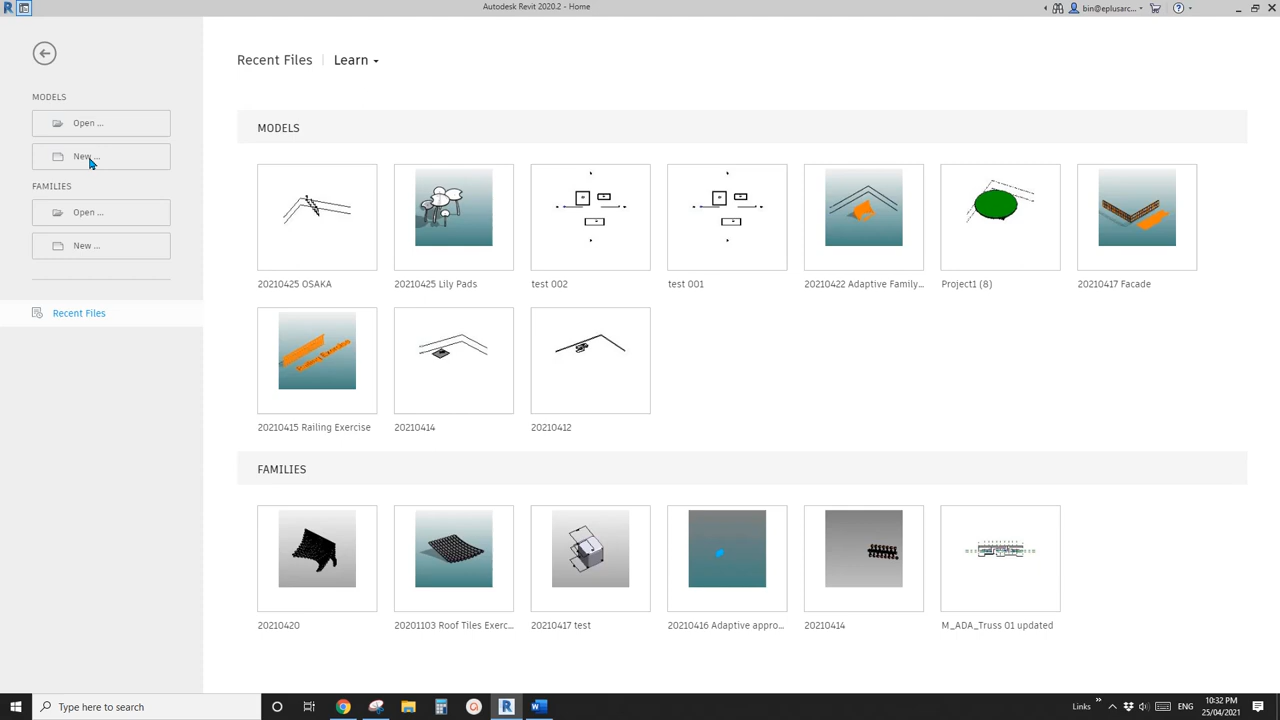 Autodesk Revit 2020.2 - Home
bin@eplusarc...
Recent Files
Learn
MODELS
Open ...
New ...
FAMILIES
Open ...
New ...
Recent Files
MODELS
20210425 OSAKA
20210425 Lily Pads
test 002
test 001
20210422 Adaptive Family...
Project1 (8)
20210417 Facade
20210415 Railing Exercise
20210414
20210412
FAMILIES
20210420
20201103 Roof Tiles Exerc...
20210417 test
20210416 Adaptive appro...
20210414
M_ADA_Truss 01 updated
Type here to search
Links
10:32 PM
25/04/2021